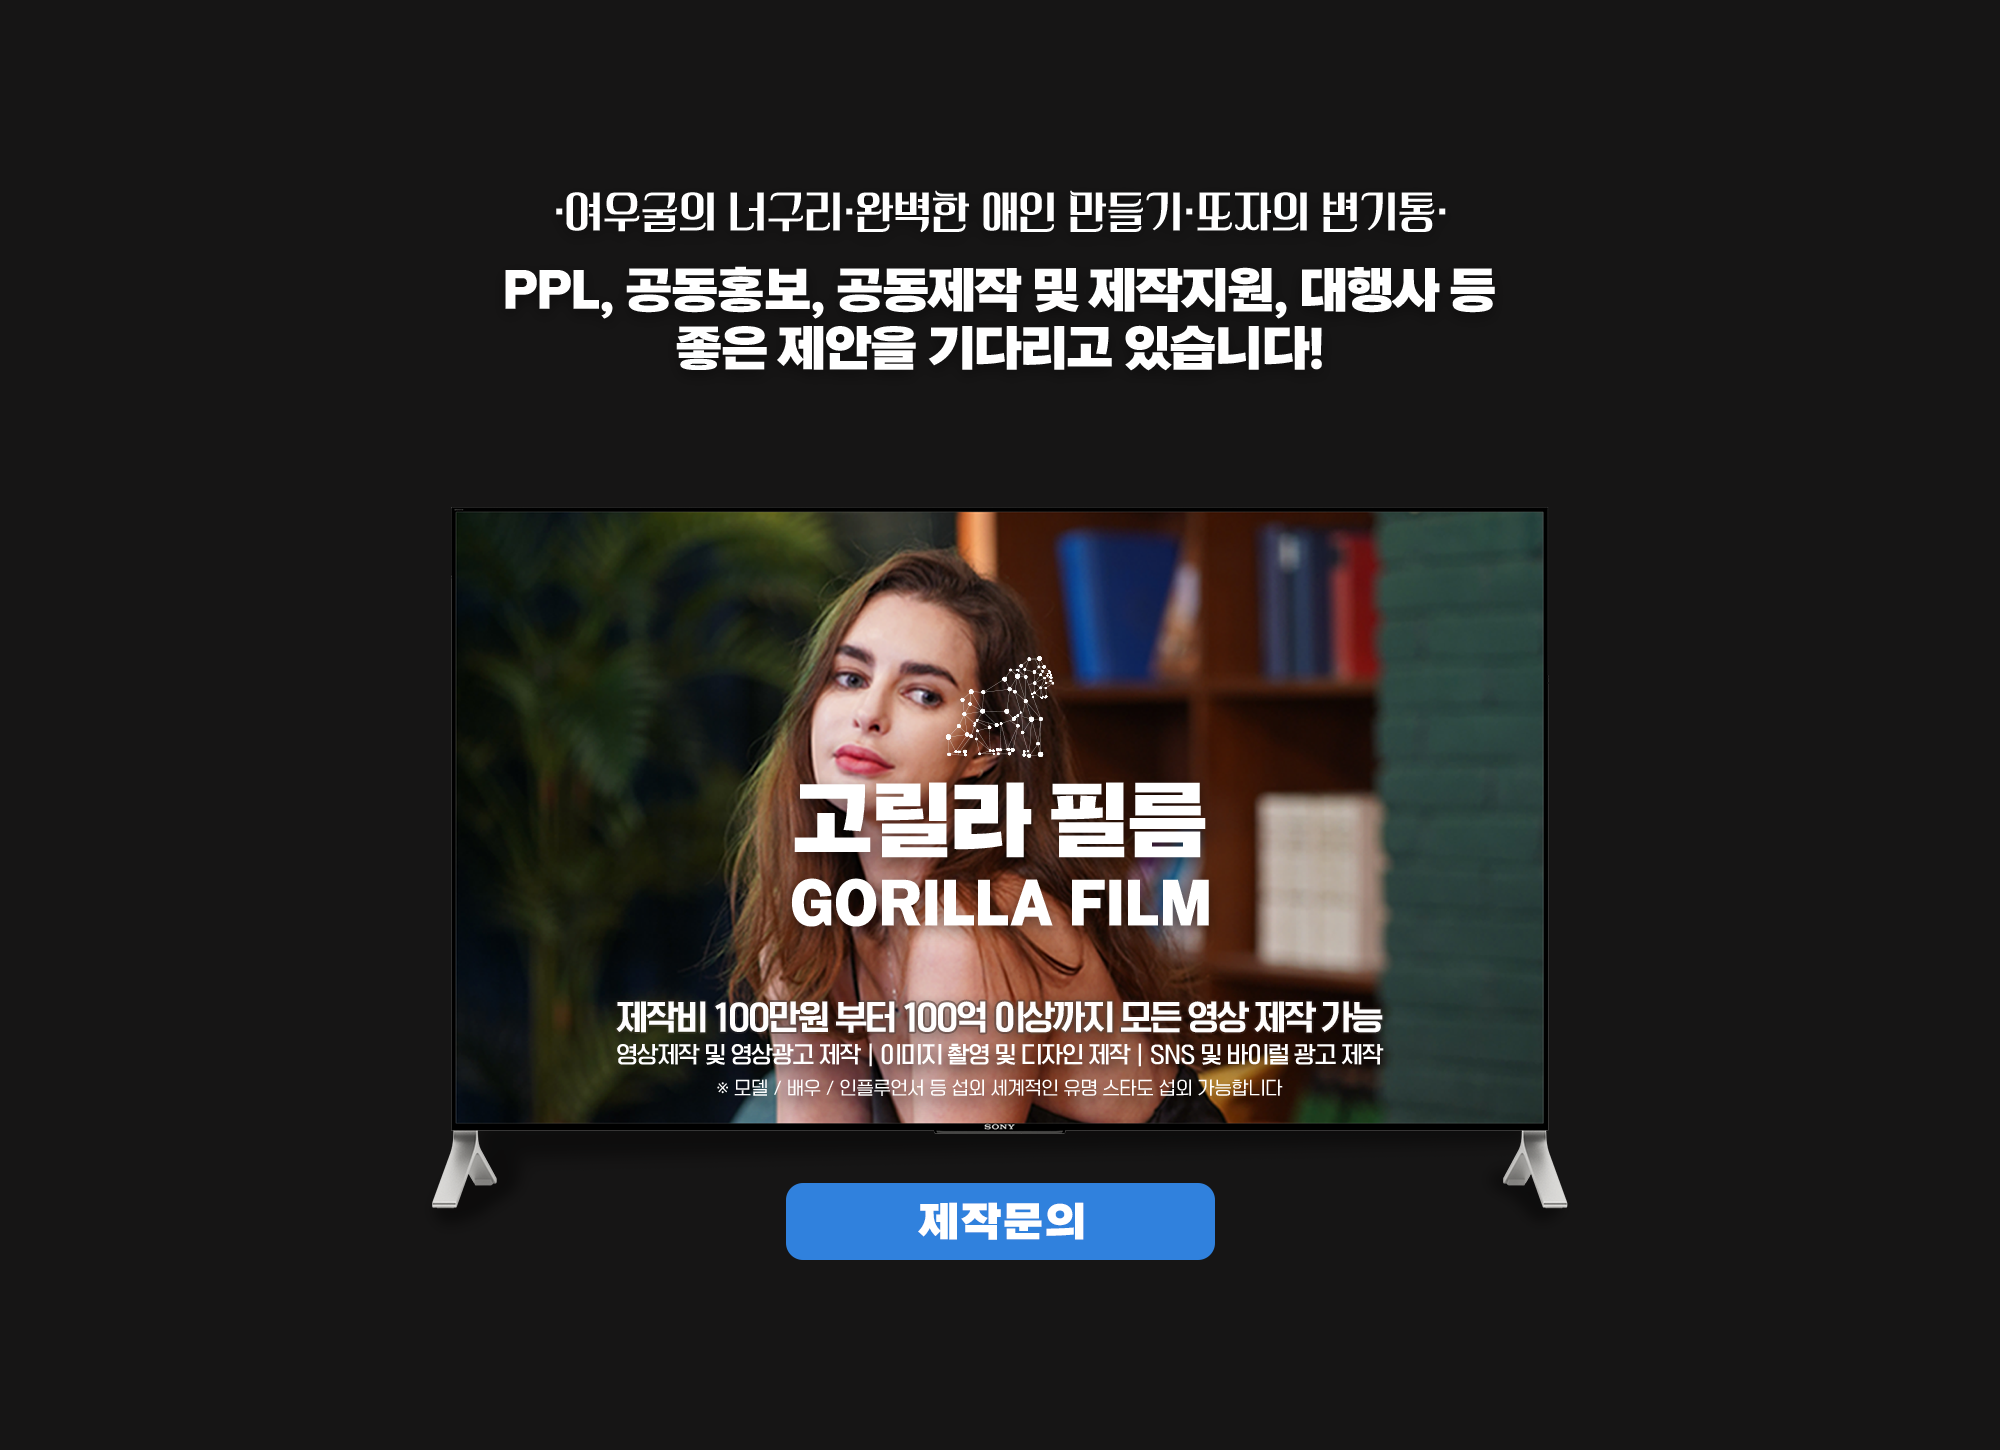 ·여우굴의 너구리·완벽한 애인 만들기·또자의 변기통·
PPL, 공동홍보, 공동제작 및 제작지원, 대행사 등
좋은 제안을 기다리고 있습니다!
고릴라 필름
GORILLA FILM
제작비 100만원 부터 100억 이상까지 모든 영상 제작 가능
영상제작 및 영상광고 제작 | 이미지 촬영 및 디자인 제작 | SNS 및 바이럴 광고 제작
※ 모델 / 배우 / 인플루언서 등 섭외 세계적인 유명 스타도 섭외 가능합니다
SONY
제작문의